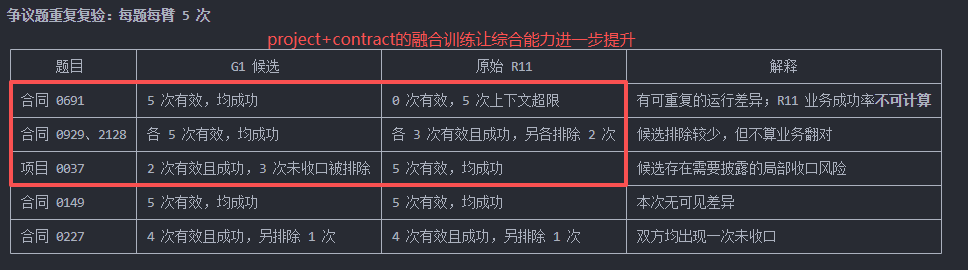 争议题重复复验：每题每臂 5 次
project+contract的融合训练让综合能力进一步提升
题目 G1 候选 原始 R11 解释
合同 0691 5 次有效，均成功 0 次有效，5 次上下文超限 有可重复的运行差异；R11 业务成功率不可计算
合同 0929、2128 各 5 次有效，均成功 各 3 次有效且成功，另各排除 2 次 候选排除较少，但不算业务翻对
项目 0037 2 次有效且成功，3 次未收口被排除 5 次有效，均成功 候选存在需要披露的局部收口风险
合同 0149 5 次有效，均成功 5 次有效，均成功 本次无可见差异
合同 0227 4 次有效且成功，另排除 1 次 4 次有效且成功，另排除 1 次 双方均出现一次未收口